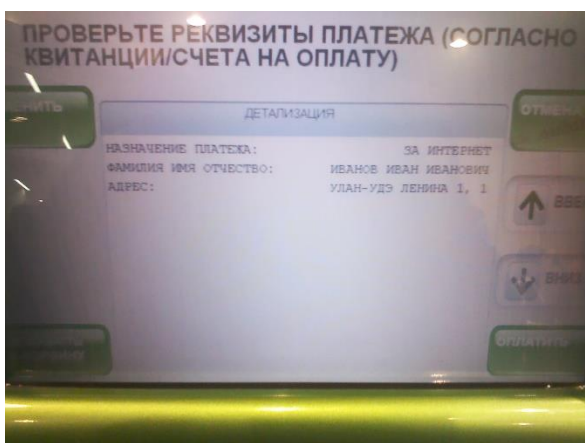 ПРОВЕРЬТЕ РЕКВИЗИТЫ ПЛАТЕЖА (СОГЛАСНО
КВИТАНЦИИ/СЧЕТА НА ОПЛАТУ)
ДЕТАЛИЗАЦИЯ
НАЗНАЧЕНИЕ ПЛАТЕЖА: ЗА ИНТЕРНЕТ
ФАМИЛИЯ ИМЯ ОТЧЕСТВО: ИВАНОВ ИВАН ИВАНОВИЧ
АДРЕС: УЛАН-УДЭ ЛЕНИНА 1, 1
ОПЛАТИТЬ